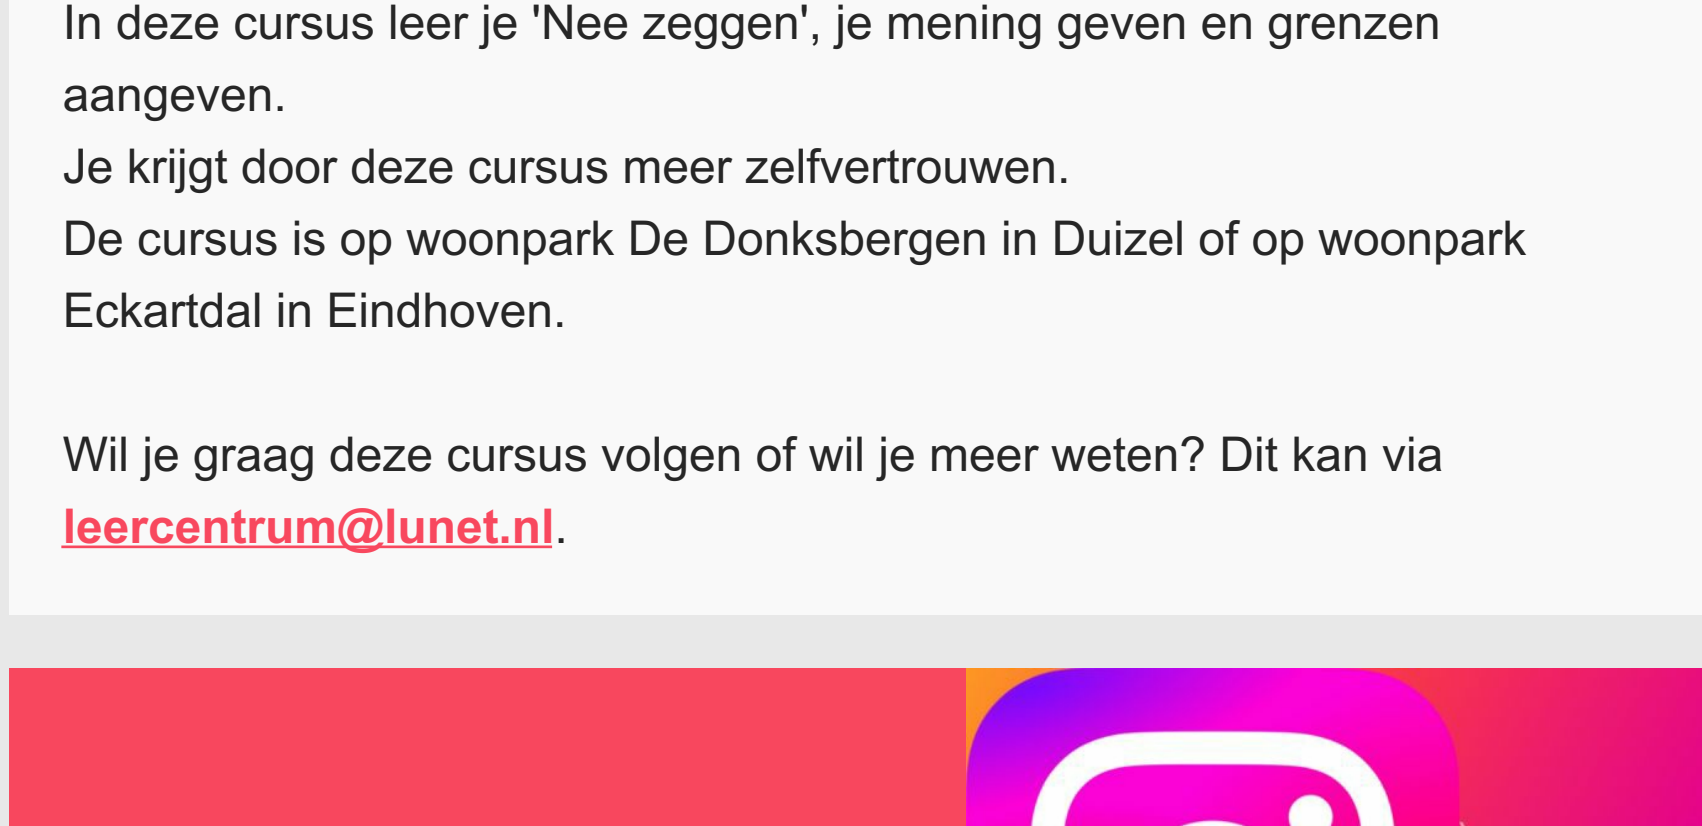 In deze cursus leer je 'Nee zeggen', je mening geven en grenzen
aangeven.
Je krijgt door deze cursus meer zelfvertrouwen.
De cursus is op woonpark De Donksbergen in Duizel of op woonpark
Eckartdal in Eindhoven.
Wil je graag deze cursus volgen of wil je meer weten? Dit kan via
leercentrum@lunet.nl.